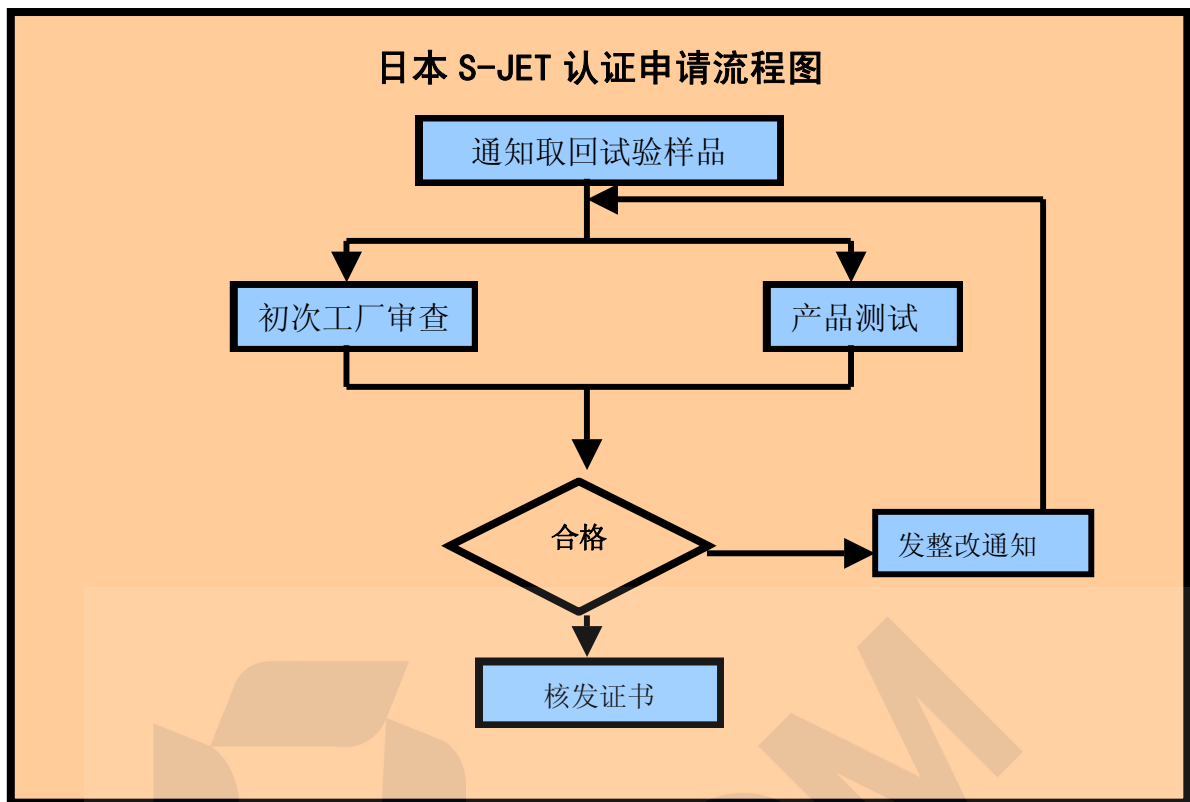 日本 S-JET 认证申请流程图
通知取回试验样品
初次工厂审查
产品测试
合格
发整改通知
核发证书